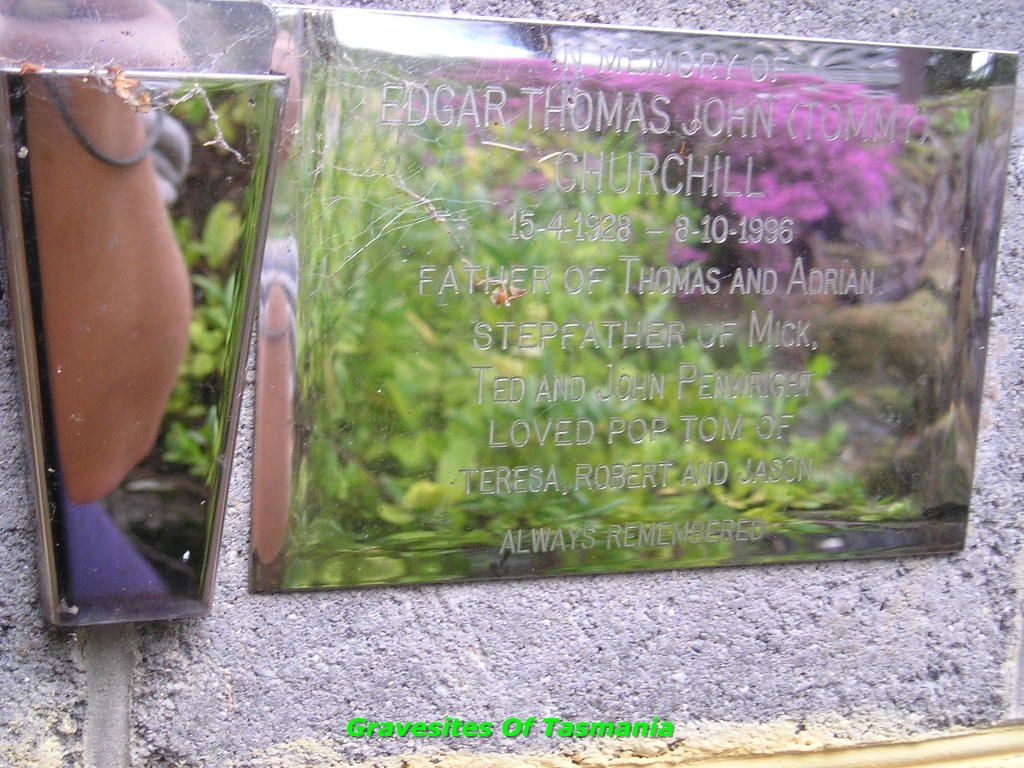 IN MEMORY OF
EDGAR THOMAS JOHN (TOMMY)
CHURCHILL
15-4-1928 - 8-10-1996
FATHER OF THOMAS AND ADRIAN.
STEPFATHER OF MICK,
TED AND JOHN PENWRIGHT
LOVED POP TOM OF
TERESA, ROBERT AND JASON
ALWAYS REMEMBERED
Gravesites Of Tasmania